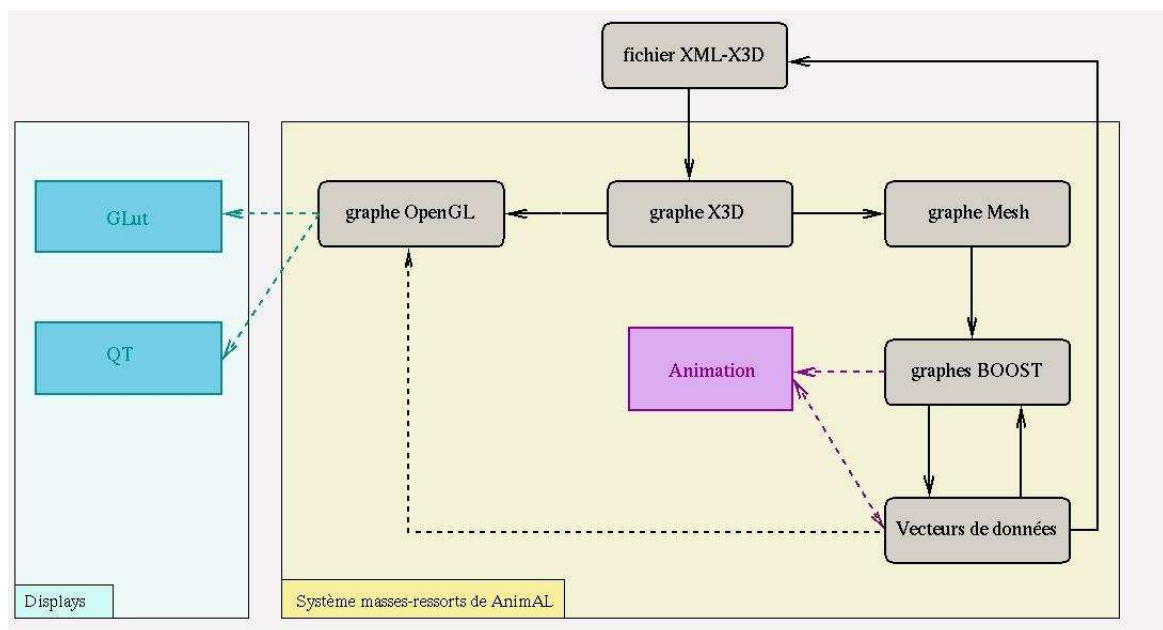 fichier XML-X3D
GLut
graphe OpenGL
graphe X3D
graphe Mesh
QT
Animation
graphes BOOST
Vecteurs de données
Displays
Système masses-ressorts de AnimAL